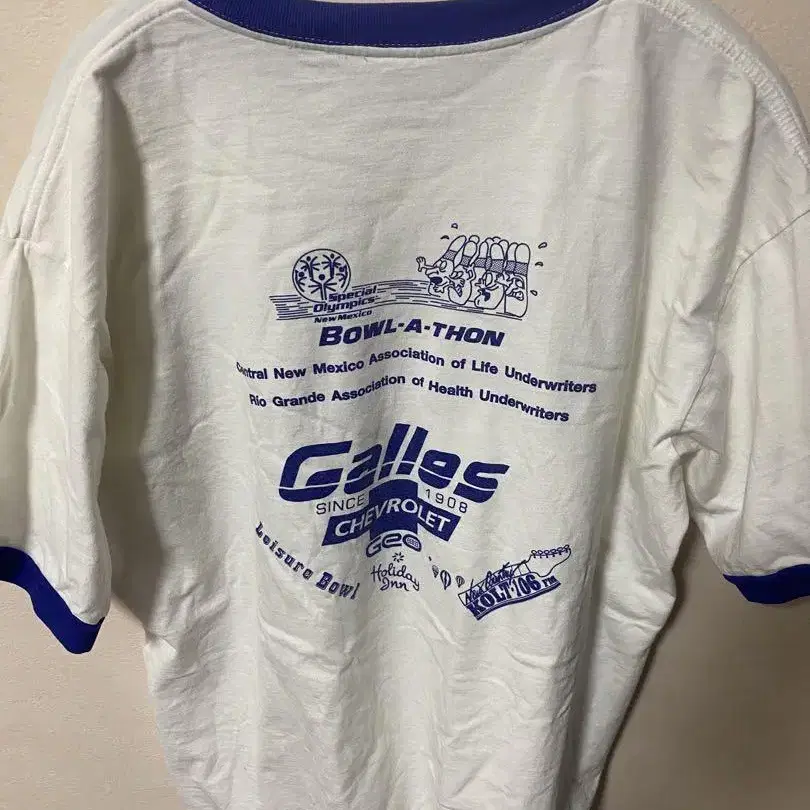 Special
Olympics
New Mexico
BOWL-A-THON
Central New Mexico Association of Life Underwriters
Rio Grande Association of Health Underwriters
Galles
SINCE 1908
CHEVROLET
Geo
Leisure Bowl
Holiday
Inn
KOLT·106.FM